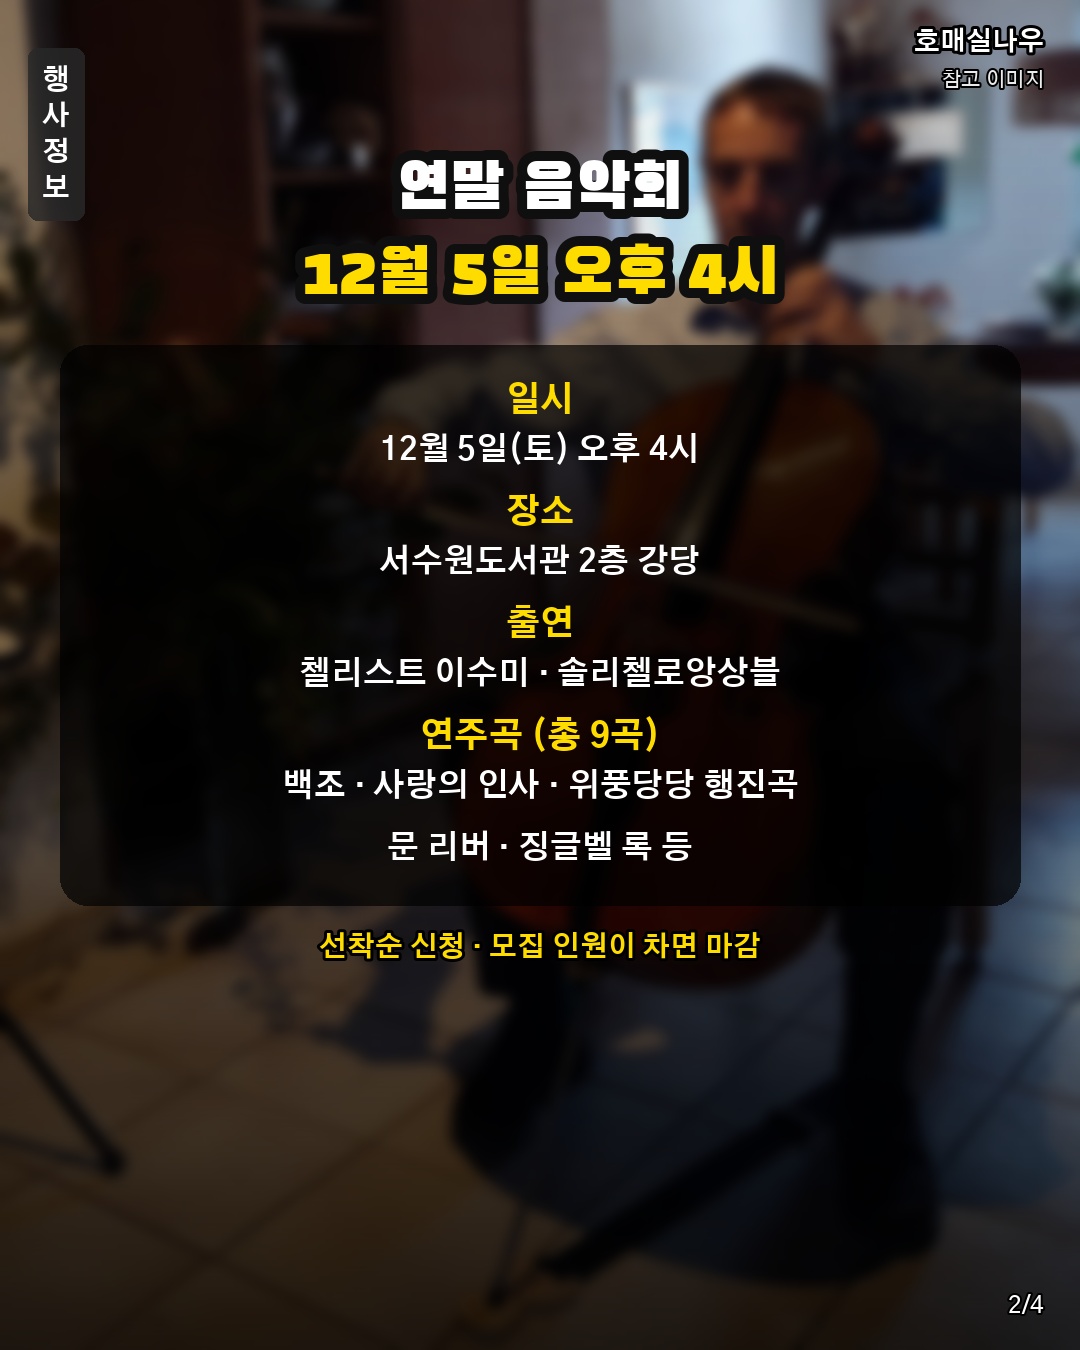 행사정보
호매실나우
참고 이미지
연말 음악회
12월 5일 오후 4시
일시
12월 5일(토) 오후 4시
장소
서수원도서관 2층 강당
출연
첼리스트 이수미 · 솔리첼로앙상블
연주곡 (총 9곡)
백조 · 사랑의 인사 · 위풍당당 행진곡
문 리버 · 징글벨 록 등
선착순 신청 · 모집 인원이 차면 마감
2/4